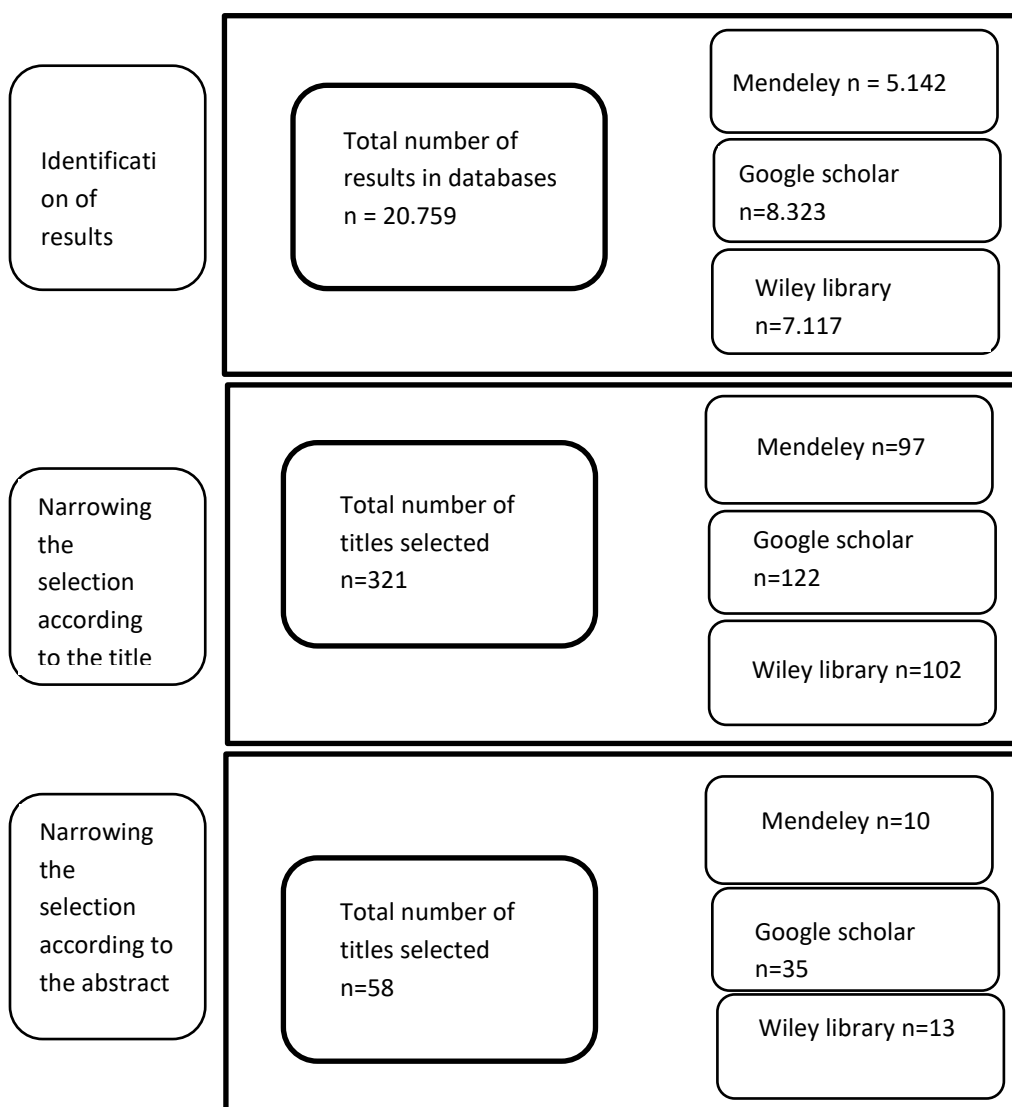 Identificati
on of
results
Total number of
results in databases
n = 20.759
Mendeley n = 5.142
Google scholar
n=8.323
Wiley library
n=7.117
Narrowing
the
selection
according
to the title
Total number of
titles selected
n=321
Mendeley n=97
Google scholar
n=122
Wiley library n=102
Narrowing
the
selection
according to
the abstract
Total number of
titles selected
n=58
Mendeley n=10
Google scholar
n=35
Wiley library n=13